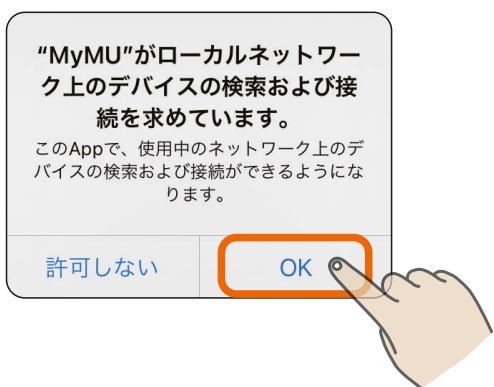 “MyMU”がローカルネットワー
ク上のデバイスの検索および接
続を求めています。
このAppで、使用中のネットワーク上のデ
バイスの検索および接続ができるようにな
ります。
許可しない
OK